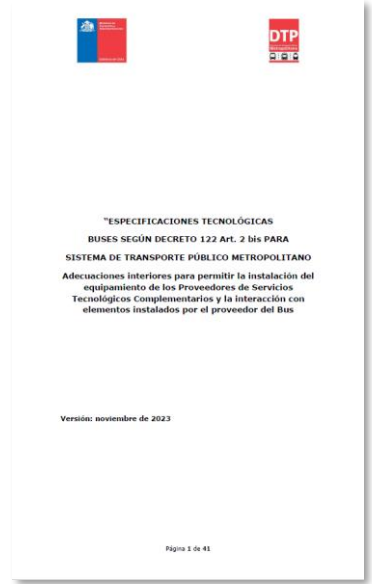 DTP
Metropolitano
"ESPECIFICACIONES TECNOLÓGICAS
BUSES SEGÚN DECRETO 122 Art. 2 bis PARA
SISTEMA DE TRANSPORTE PÚBLICO METROPOLITANO
Adecuaciones interiores para permitir la instalación del
equipamiento de los Proveedores de Servicios
Tecnológicos Complementarios y la interacción con
elementos instalados por el proveedor del Bus
Versión: noviembre de 2023
Página 1 de 41